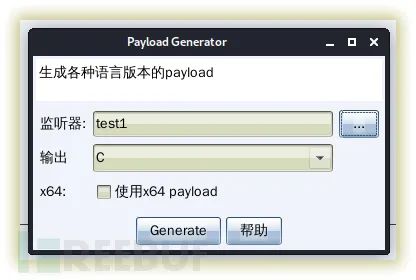 Payload Generator
生成各种语言版本的payload
监听器: test1 ...
输出 C
x64: 使用x64 payload
Generate 帮助
FREEBUF